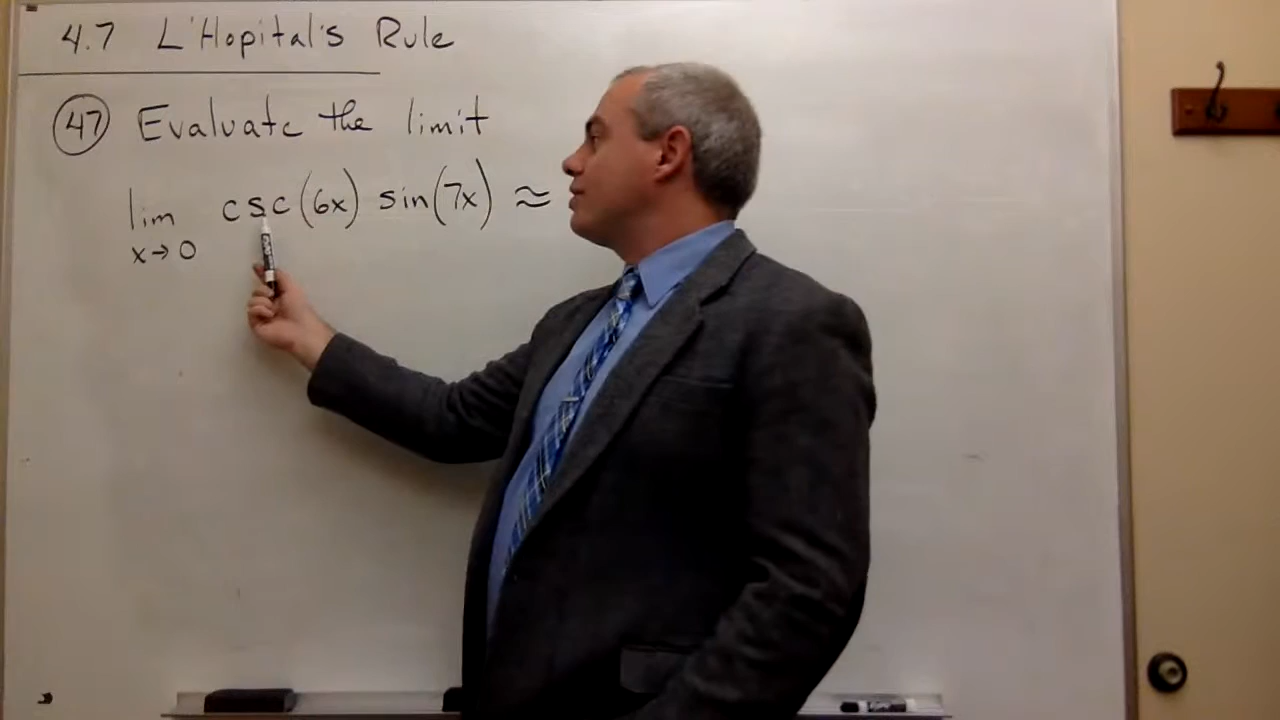 4.7 L'Hopital's Rule
47 Evaluate the limit
lim csc(6x) sin(7x) ≈
x→0